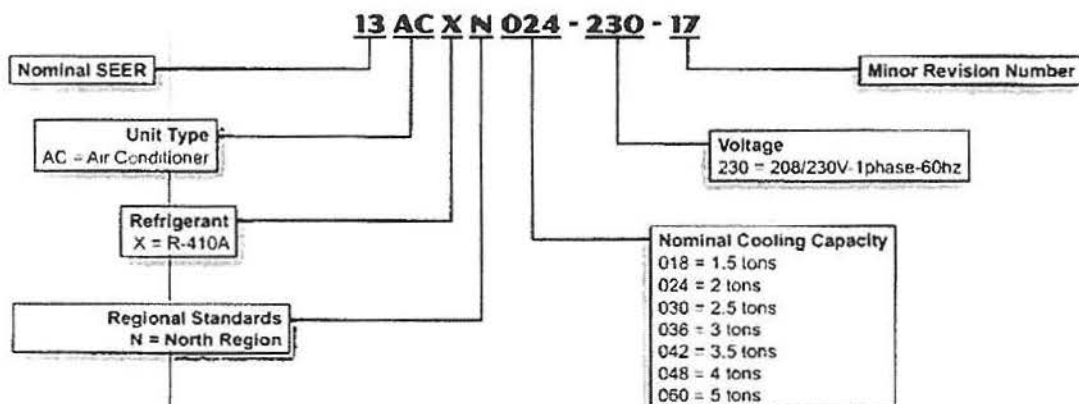 13 AC X N 024 - 230 - 17
Nominal SEER
Minor Revision Number
Unit Type
AC = Air Conditioner
Voltage
230 = 208/230V-1phase-60hz
Refrigerant
X = R-410A
Nominal Cooling Capacity
018 = 1.5 tons
024 = 2 tons
030 = 2.5 tons
036 = 3 tons
042 = 3.5 tons
048 = 4 tons
060 = 5 tons
Regional Standards
N = North Region